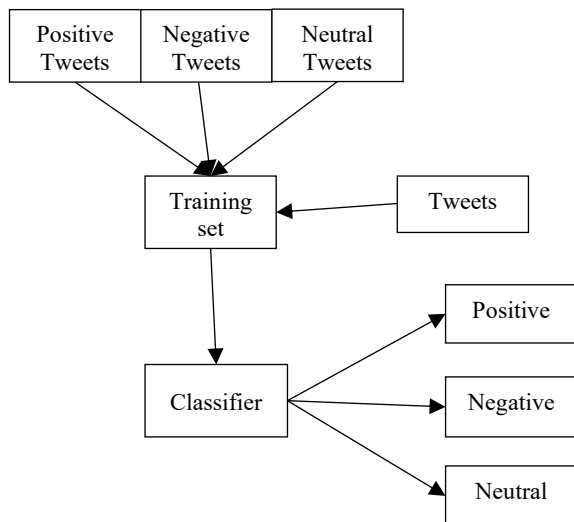 Positive
Tweets
Negative
Tweets
Neutral
Tweets
Training
set
Tweets
Positive
Classifier
Negative
Neutral